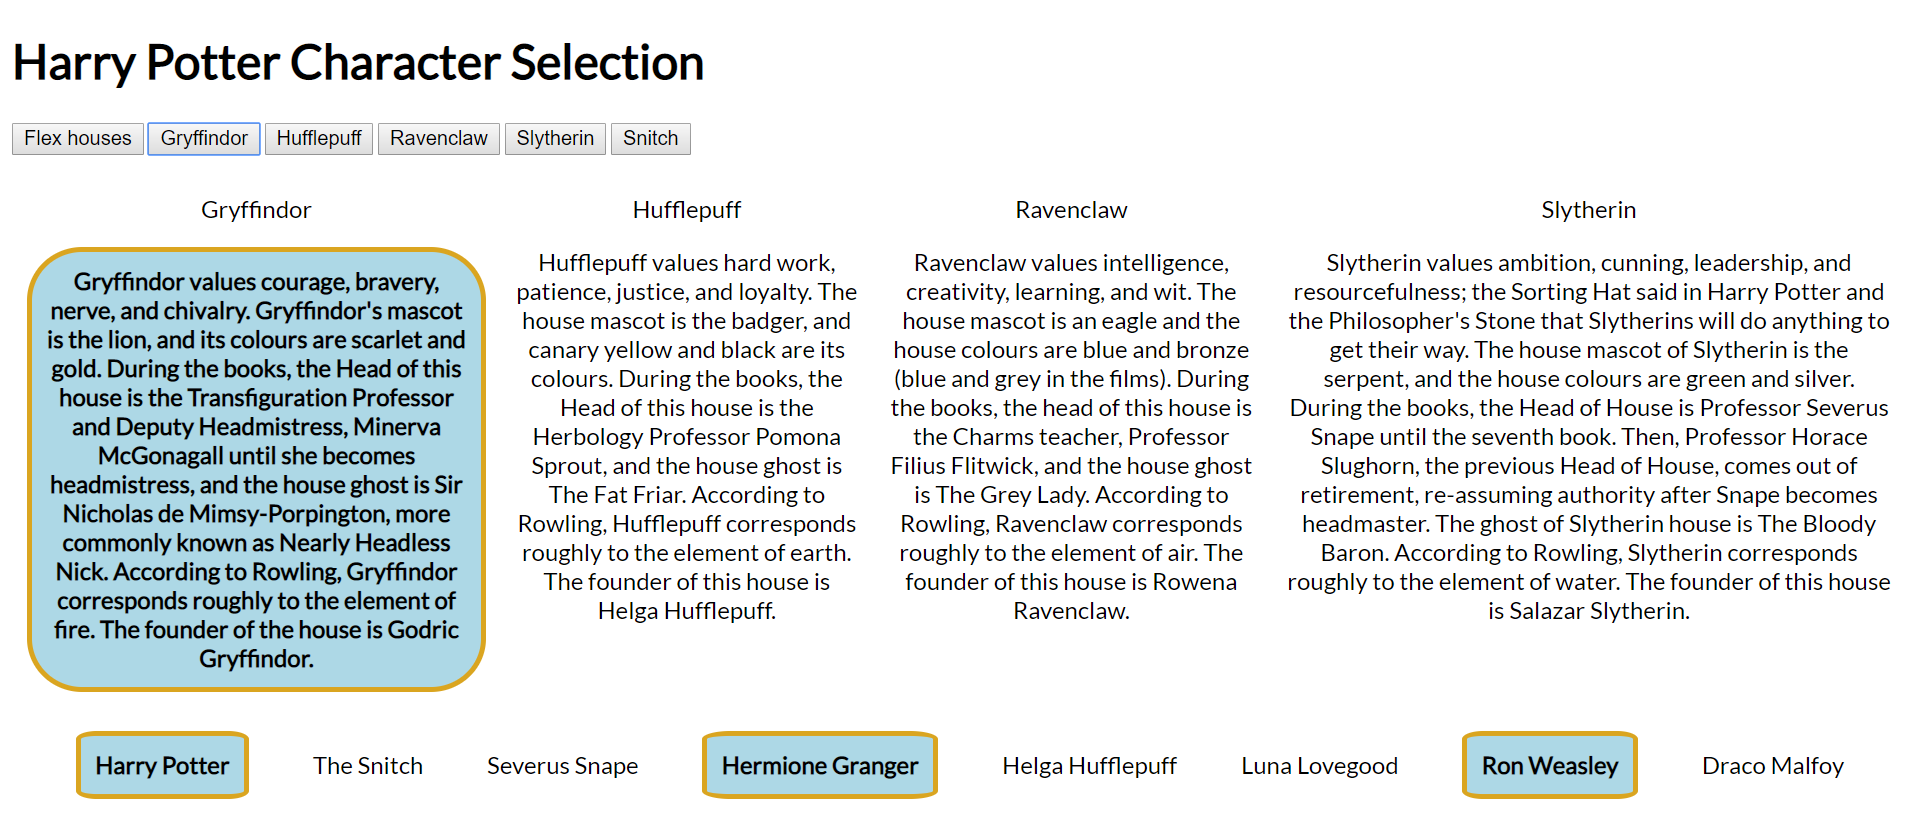 Harry Potter Character Selection
Flex houses Gryffindor Hufflepuff Ravenclaw Slytherin Snitch
Gryffindor
Gryffindor values courage, bravery,
nerve, and chivalry. Gryffindor's mascot
is the lion, and its colours are scarlet and
gold. During the books, the Head of this
house is the Transfiguration Professor
and Deputy Headmistress, Minerva
McGonagall until she becomes
headmistress, and the house ghost is Sir
Nicholas de Mimsy-Porpington, more
commonly known as Nearly Headless
Nick. According to Rowling, Gryffindor
corresponds roughly to the element of
fire. The founder of the house is Godric
Gryffindor.
Hufflepuff
Hufflepuff values hard work,
patience, justice, and loyalty. The
house mascot is the badger, and
canary yellow and black are its
colours. During the books, the
Head of this house is the
Herbology Professor Pomona
Sprout, and the house ghost is
The Fat Friar. According to
Rowling, Hufflepuff corresponds
roughly to the element of earth.
The founder of this house is
Helga Hufflepuff.
Ravenclaw
Ravenclaw values intelligence,
creativity, learning, and wit. The
house mascot is an eagle and the
house colours are blue and bronze
(blue and grey in the films). During
the books, the head of this house is
the Charms teacher, Professor
Filius Flitwick, and the house ghost
is The Grey Lady. According to
Rowling, Ravenclaw corresponds
roughly to the element of air. The
founder of this house is Rowena
Ravenclaw.
Slytherin
Slytherin values ambition, cunning, leadership, and
resourcefulness; the Sorting Hat said in Harry Potter and
the Philosopher's Stone that Slytherins will do anything to
get their way. The house mascot of Slytherin is the
serpent, and the house colours are green and silver.
During the books, the Head of House is Professor Severus
Snape until the seventh book. Then, Professor Horace
Slughorn, the previous Head of House, comes out of
retirement, re-assuming authority after Snape becomes
headmaster. The ghost of Slytherin house is The Bloody
Baron. According to Rowling, Slytherin corresponds
roughly to the element of water. The founder of this house
is Salazar Slytherin.
Harry Potter The Snitch Severus Snape Hermione Granger Helga Hufflepuff Luna Lovegood Ron Weasley Draco Malfoy